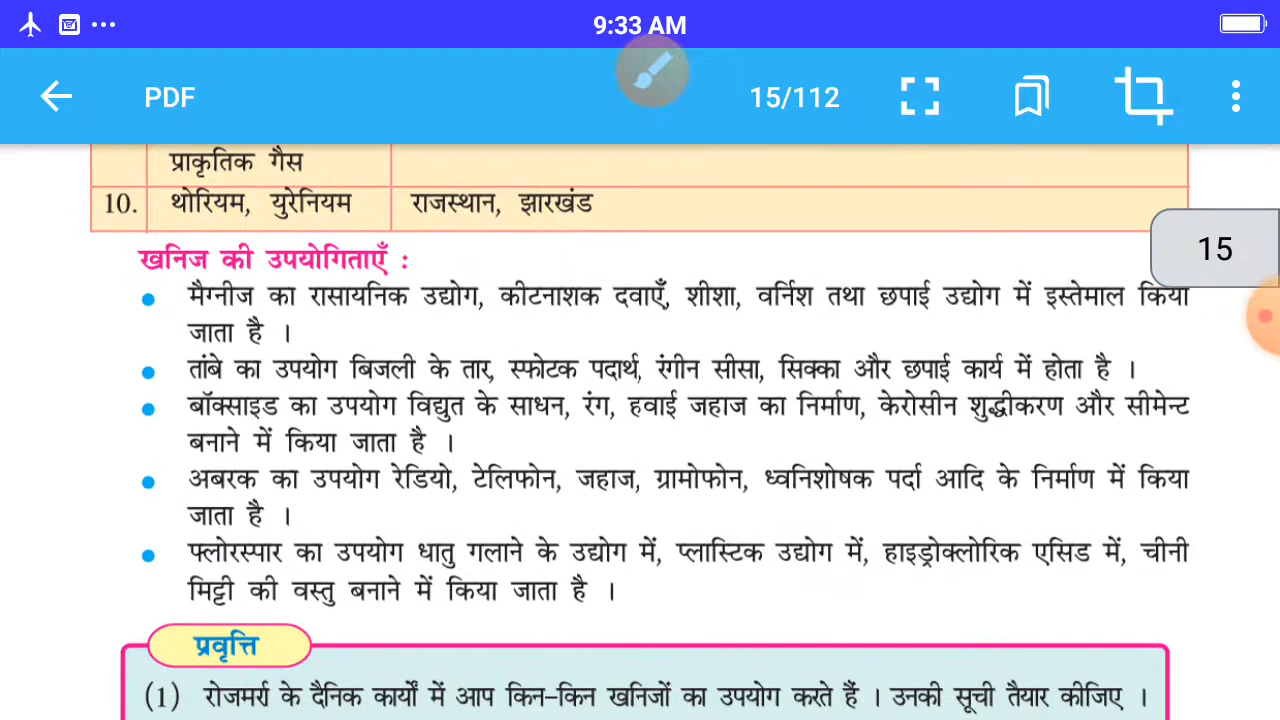 9:33 AM
PDF
15/112
प्राकृतिक गैस
10. थोरियम, युरेनियम राजस्थान, झारखंड
15
खनिज की उपयोगिताएँ :
मैग्नीज का रासायनिक उद्योग, कीटनाशक दवाएँ, शीशा, वर्निश तथा छपाई उद्योग में इस्तेमाल किया
जाता है ।
तांबे का उपयोग बिजली के तार, स्फोटक पदार्थ, रंगीन सीसा, सिक्का और छपाई कार्य में होता है ।
बॉक्साइड का उपयोग विद्युत के साधन, रंग, हवाई जहाज का निर्माण, केरोसीन शुद्धीकरण और सीमेन्ट
बनाने में किया जाता है ।
अबरक का उपयोग रेडियो, टेलिफोन, जहाज, ग्रामोफोन, ध्वनिशोषक पर्दा आदि के निर्माण में किया
जाता है ।
फ्लोरस्पार का उपयोग धातु गलाने के उद्योग में, प्लास्टिक उद्योग में, हाइड्रोक्लोरिक एसिड में, चीनी
मिट्टी की वस्तु बनाने में किया जाता है ।
प्रवृत्ति
(1) रोजमर्रा के दैनिक कार्यों में आप किन-किन खनिजों का उपयोग करते हैं । उनकी सूची तैयार कीजिए ।